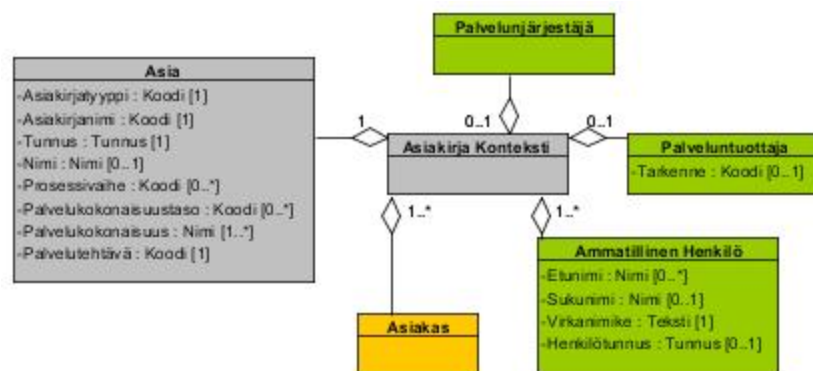 Palvelunjärjestäjä
Asia
-Asiakirjatyyppi : Koodi [1]
-Asiakirjanimi : Koodi [1]
-Tunnus : Tunnus [1]
-Nimi : Nimi [0..1]
-Prosessivaihe : Koodi [0..*]
-Palvelukokonaisuustaso : Koodi [0..*]
-Palvelukokonaisuus : Nimi [1..*]
-Palvelutehtävä : Koodi [1]
1
0..1
0..1
Asiakirja Konteksti
Palveluntuottaja
-Tarkenne : Koodi [0..1]
1..*
1..*
Ammatillinen Henkilö
-Etunimi : Nimi [0..*]
-Sukunimi : Nimi [0..1]
-Virkanimike : Teksti [1]
-Henkilötunnus : Tunnus [0..1]
Asiakas